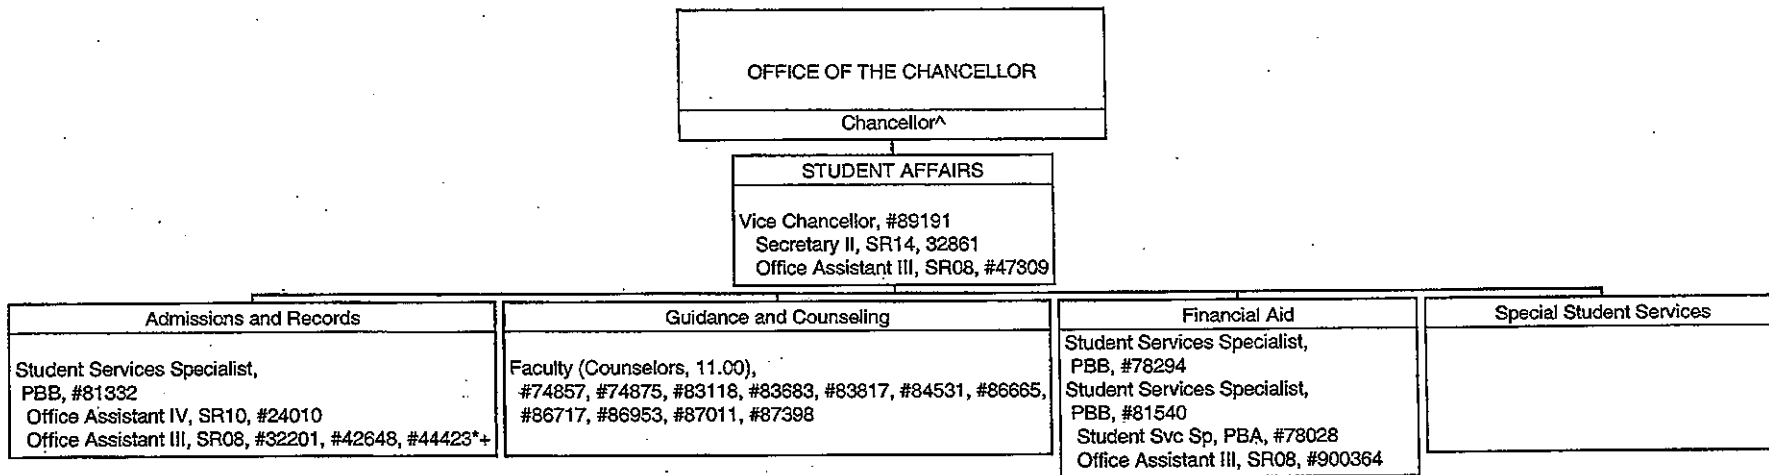 OFFICE OF THE CHANCELLOR
Chancellor^
STUDENT AFFAIRS
Vice Chancellor, #89191
Secretary II, SR14, 32861
Office Assistant III, SR08, #47309
Admissions and Records
Student Services Specialist,
PBB, #81332
Office Assistant IV, SR10, #24010
Office Assistant III, SR08, #32201, #42648, #44423*+
Guidance and Counseling
Faculty (Counselors, 11.00),
#74857, #74875, #83118, #83683, #83817, #84531, #86665,
#86717, #86953, #87011, #87398
Financial Aid
Student Services Specialist,
PBB, #78294
Student Services Specialist,
PBB, #81540
Student Svc Sp, PBA, #78028
Office Assistant III, SR08, #900364
Special Student Services